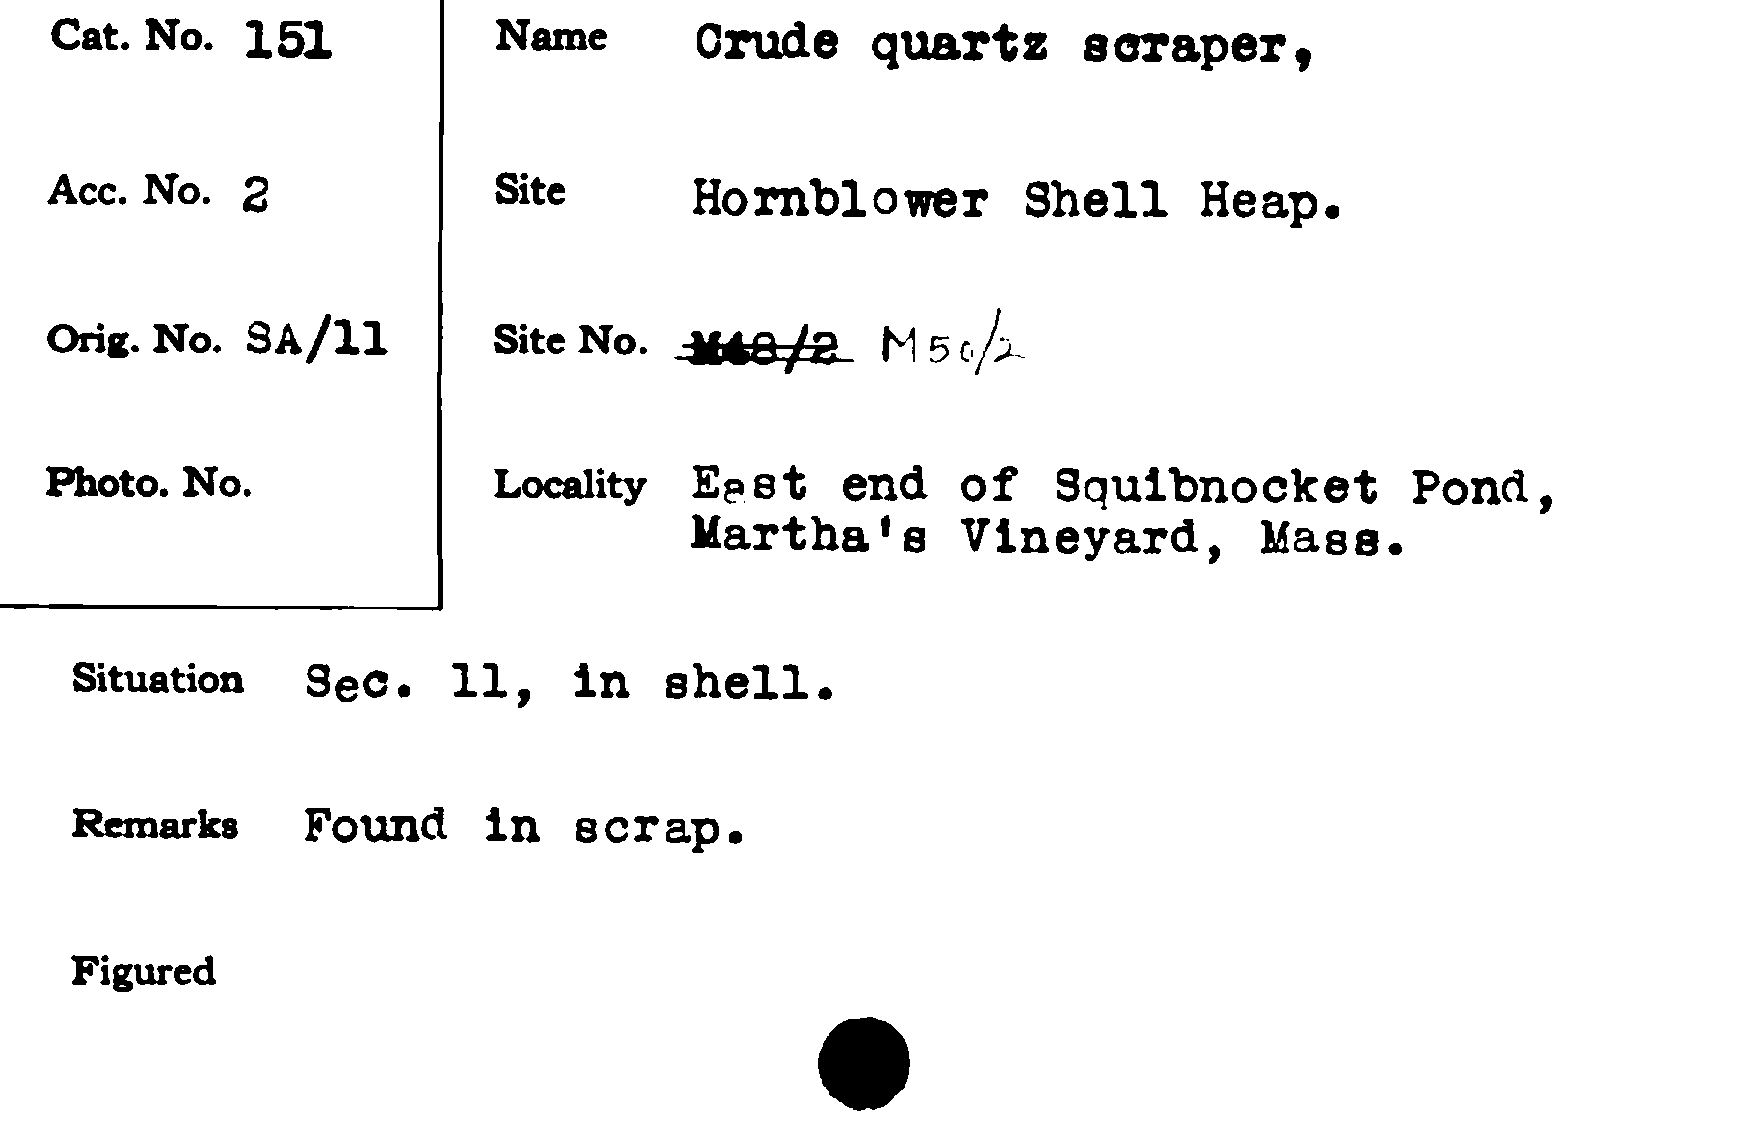 Cat. No. 151
Name Crude quartz scraper,
Acc. No. 2
Site Hornblower Shell Heap.
Orig. No. SA/11
Site No. M48/2 M50/2
Photo. No.
Locality East end of Squibnocket Pond,
Martha's Vineyard, Mass.
Situation Sec. 11, in shell.
Remarks Found in scrap.
Figured